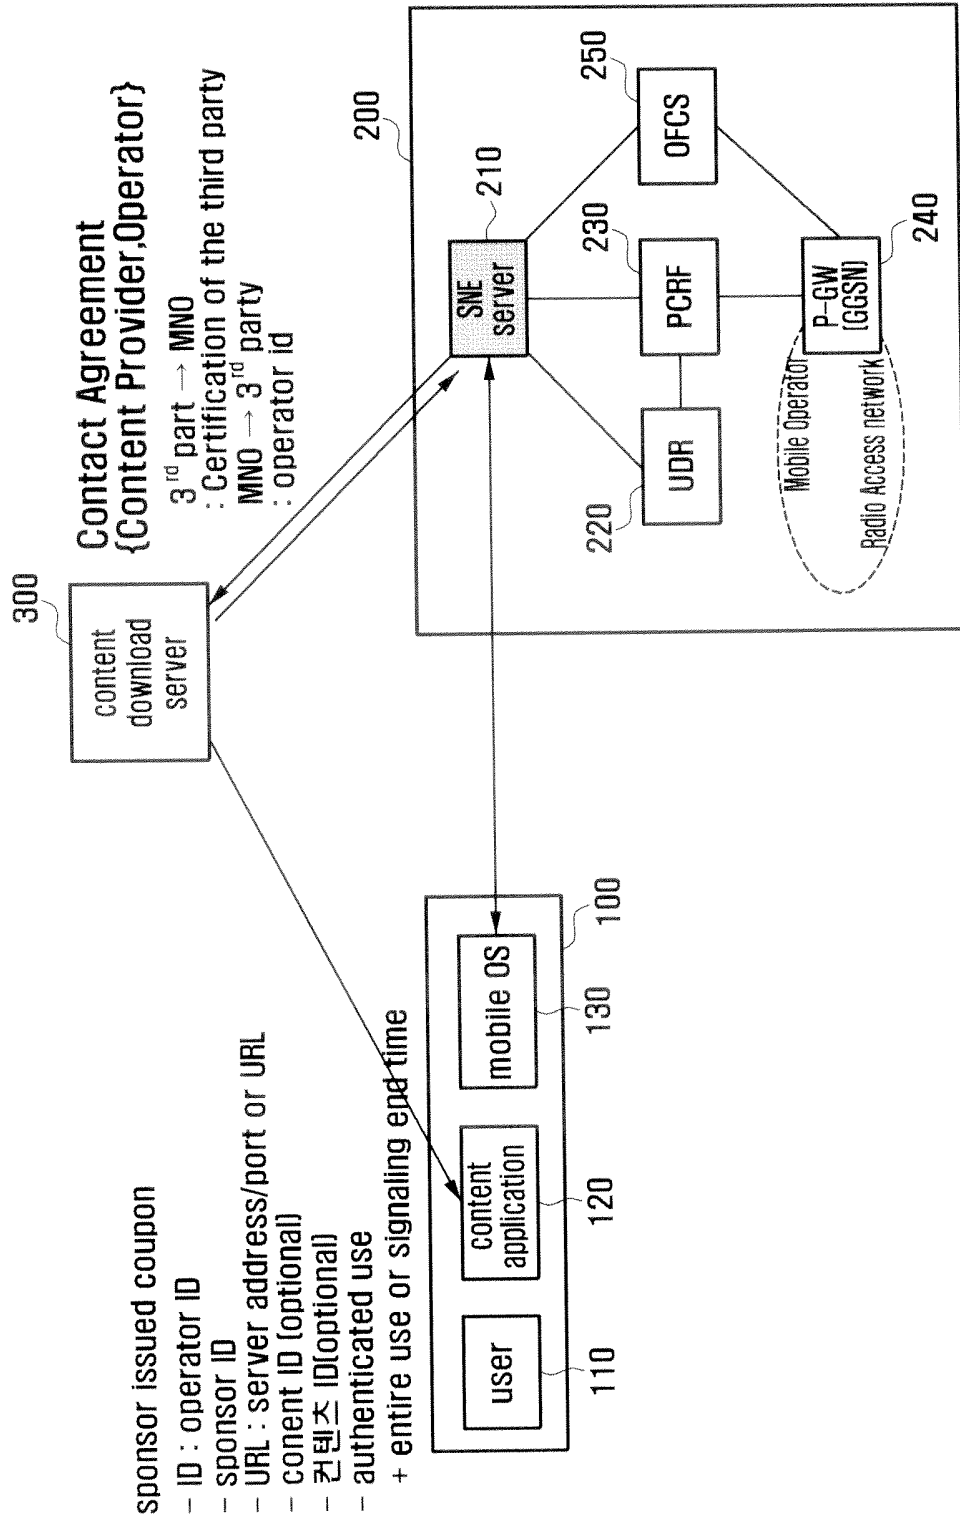 sponsor issued coupon
– ID : operator ID
– sponsor ID
– URL : server address/port or URL
– conent ID (optional)
– 컨텐츠 ID(optional)
– authenticated use
+ entire use or signaling end time
300
content
download
server
Contact Agreement
{Content Provider,Operator}
3rd part → MNO
: Certification of the third party
MNO → 3rd party
: operator id
user
110
content
application
120
mobile OS
130
100
200
SNE
server
210
UDR
220
PCRF
230
OFCS
250
P-GW
(GGSN)
240
Mobile Operator
Radio Access network